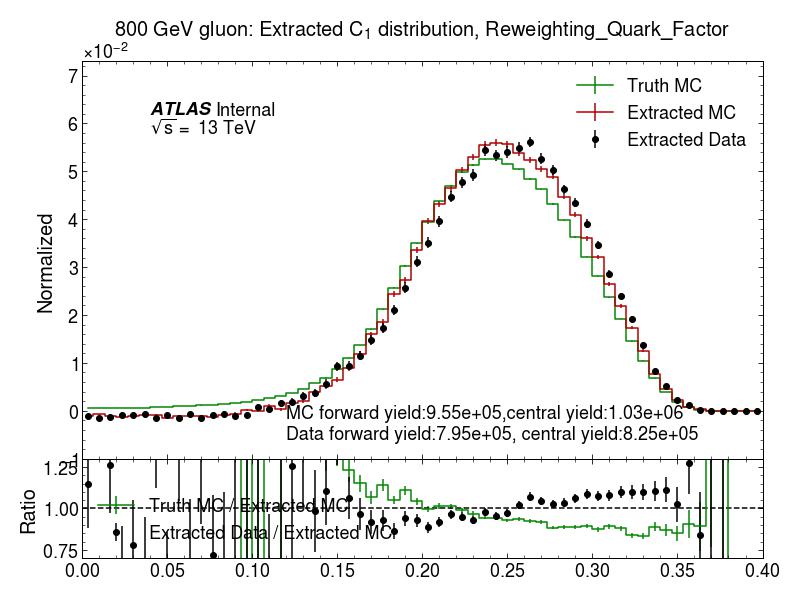 800 GeV gluon: Extracted C₁ distribution, Reweighting_Quark_Factor
×10⁻²
ATLAS Internal
√s = 13 TeV
Truth MC
Extracted MC
Extracted Data
Normalized
7
6
5
4
3
2
1
0
1
MC forward yield:9.55e+05,central yield:1.03e+06
Data forward yield:7.95e+05, central yield:8.25e+05
Ratio
1.25
1.00
0.75
Truth MC / Extracted MC
Extracted Data / Extracted MC
0.00 0.05 0.10 0.15 0.20 0.25 0.30 0.35 0.40